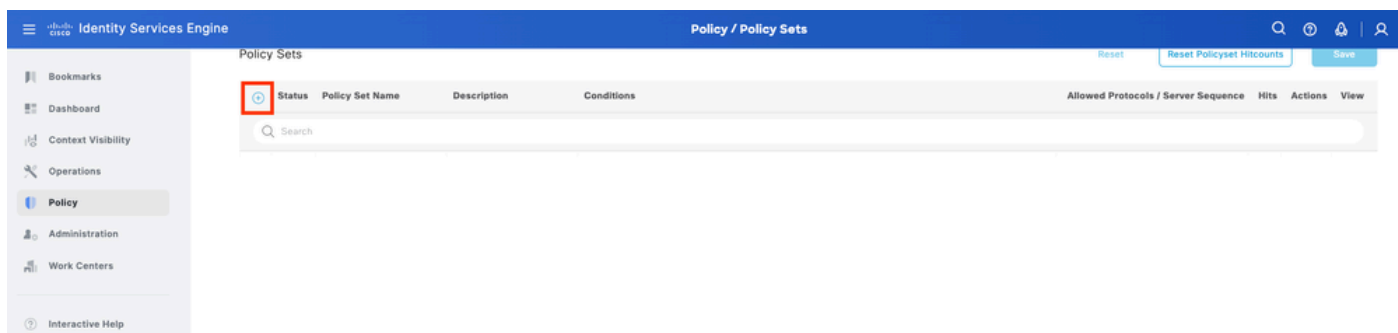 cisco Identity Services Engine
Policy / Policy Sets
Policy Sets
Reset
Reset Policyset Hitcounts
Save
Bookmarks
Dashboard
Context Visibility
Operations
Policy
Administration
Work Centers
Interactive Help
Status Policy Set Name Description Conditions Allowed Protocols / Server Sequence Hits Actions View
Search